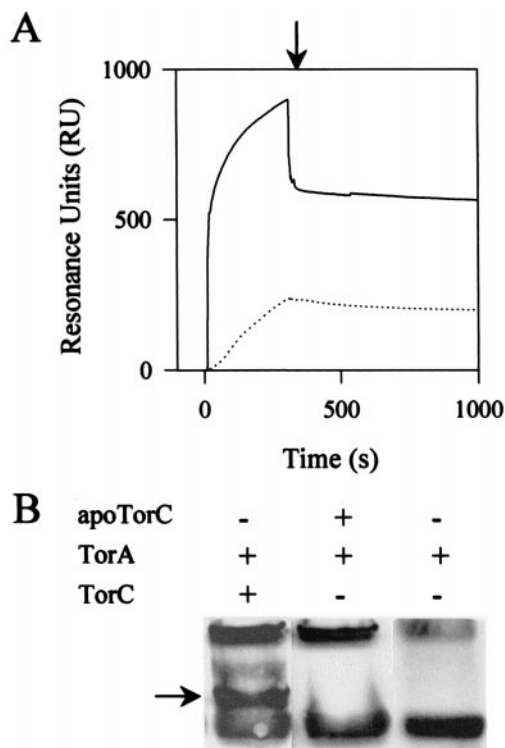 A
Resonance Units (RU)
1000
500
0
0
500
1000
Time (s)
B
apoTorC - + -
TorA + + +
TorC + - -